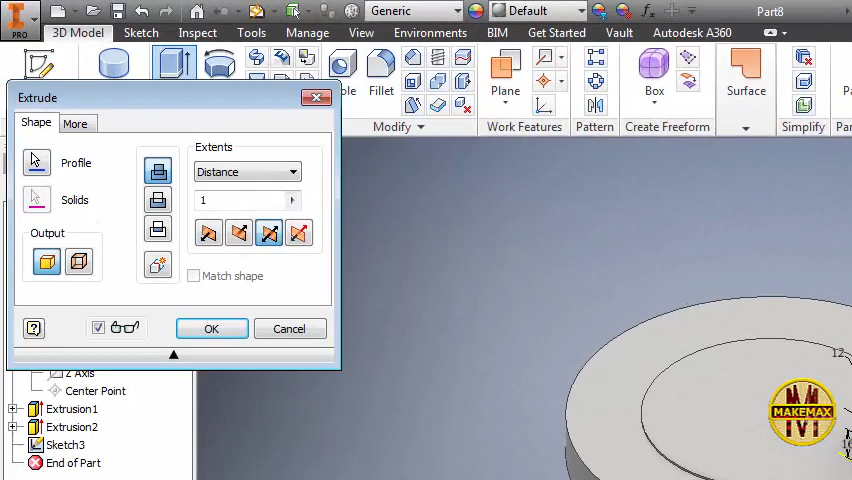 PRO
Generic
Default
Part8
3D Model
Sketch
Inspect
Tools
Manage
View
Environments
BIM
Get Started
Vault
Autodesk A360
ole
Fillet
Plane
Box
Surface
Modify
Work Features
Pattern
Create Freeform
Simplify
Extrude
Shape
More
Profile
Solids
Output
Extents
Distance
1
Match shape
OK
Cancel
Z Axis
Center Point
Extrusion1
Extrusion2
Sketch3
End of Part
12
16
MAKEMAX